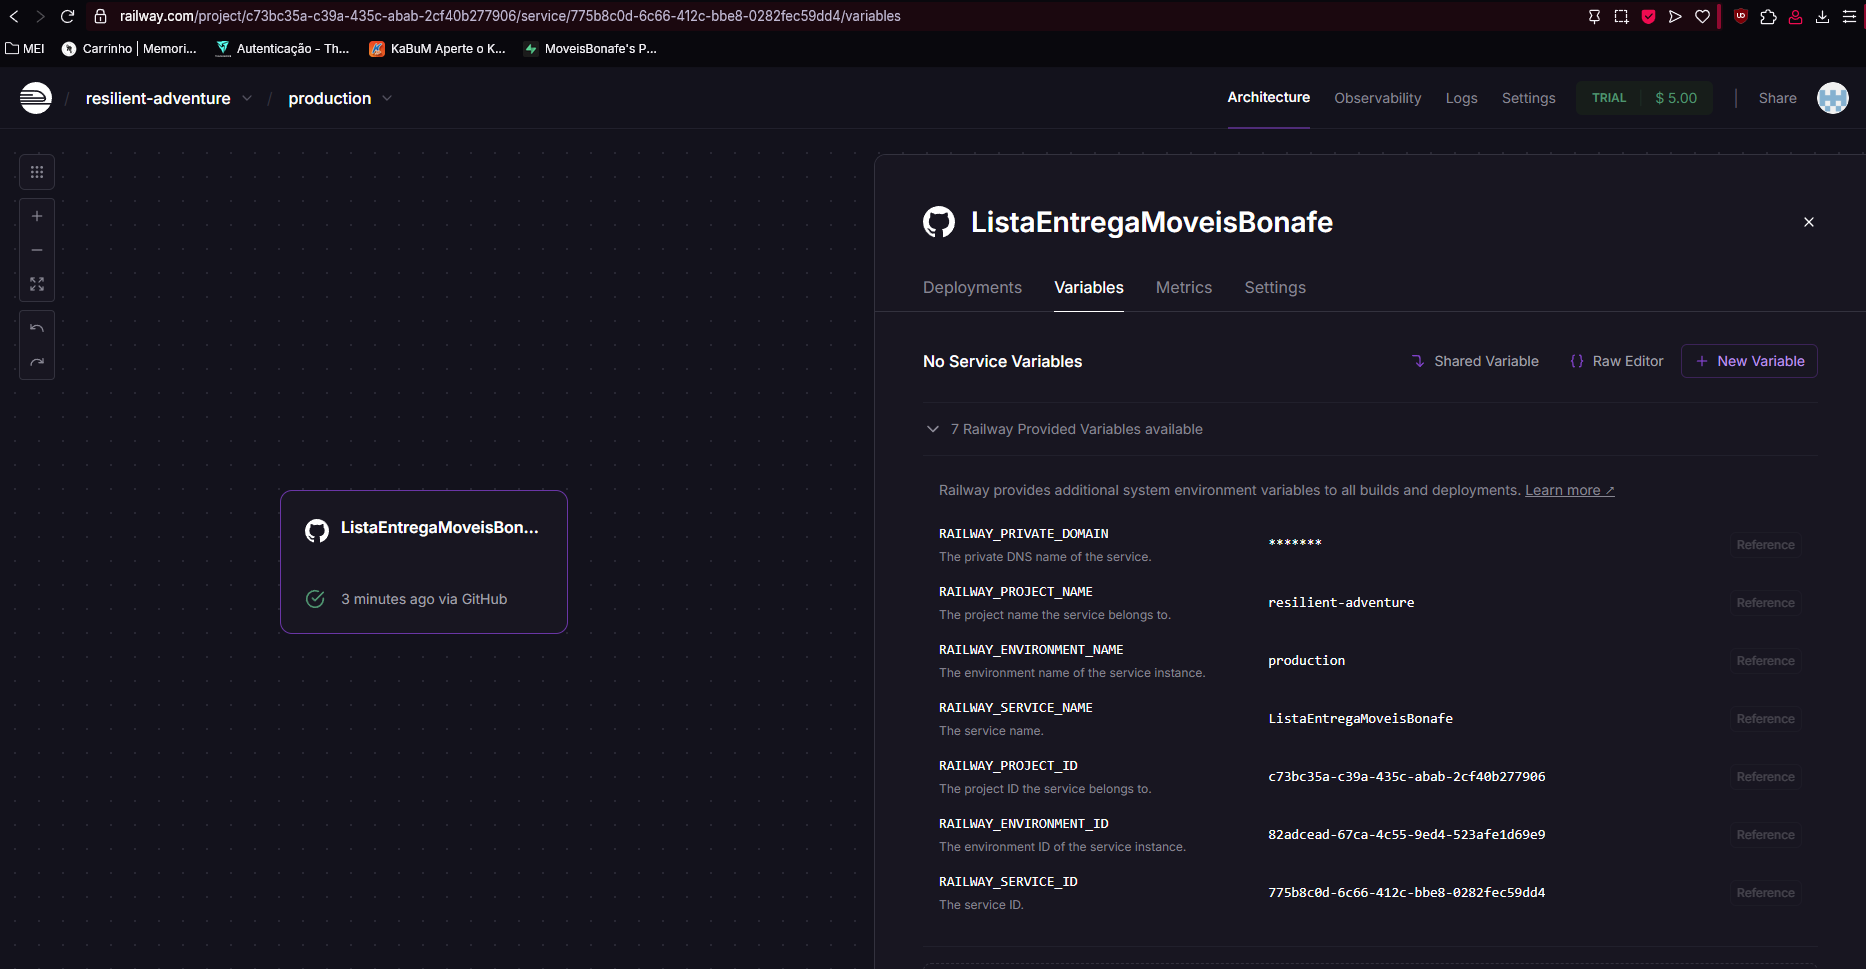 railway.com/project/c73bc35a-c39a-435c-abab-2cf40b277906/service/775b8c0d-6c66-412c-bbe8-0282fec59dd4/variables
UD
MEI
Carrinho | Memori...
Autenticação - Th...
KaBuM Aperte o K...
MoveisBonafe's P...
/ resilient-adventure / production
Architecture
Observability
Logs
Settings
TRIAL
$ 5.00
Share
ListaEntregaMoveisBon...
3 minutes ago via GitHub
ListaEntregaMoveisBonafe
Deployments
Variables
Metrics
Settings
No Service Variables
Shared Variable
{} Raw Editor
+ New Variable
7 Railway Provided Variables available
Railway provides additional system environment variables to all builds and deployments. Learn more ↗
RAILWAY_PRIVATE_DOMAIN
The private DNS name of the service.
*******
Reference
RAILWAY_PROJECT_NAME
The project name the service belongs to.
resilient-adventure
Reference
RAILWAY_ENVIRONMENT_NAME
The environment name of the service instance.
production
Reference
RAILWAY_SERVICE_NAME
The service name.
ListaEntregaMoveisBonafe
Reference
RAILWAY_PROJECT_ID
The project ID the service belongs to.
c73bc35a-c39a-435c-abab-2cf40b277906
Reference
RAILWAY_ENVIRONMENT_ID
The environment ID of the service instance.
82adcead-67ca-4c55-9ed4-523afe1d69e9
Reference
RAILWAY_SERVICE_ID
The service ID.
775b8c0d-6c66-412c-bbe8-0282fec59dd4
Reference